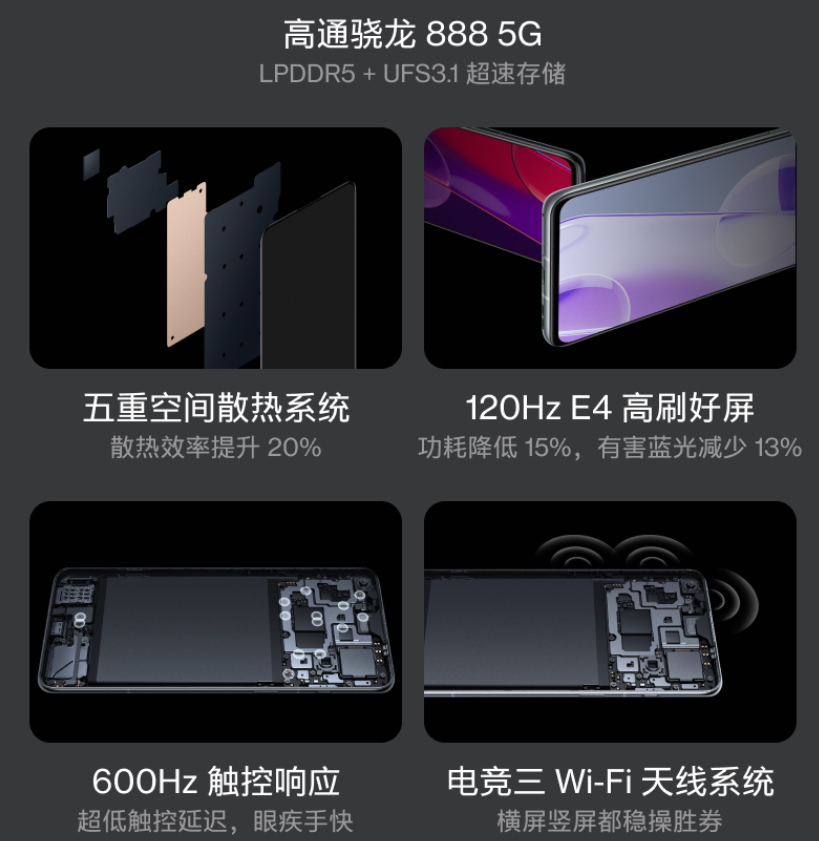 高通骁龙 888 5G
LPDDR5 + UFS3.1 超速存储
五重空间散热系统
散热效率提升 20%
120Hz E4 高刷好屏
功耗降低 15%，有害蓝光减少 13%
600Hz 触控响应
超低触控延迟，眼疾手快
电竞三 Wi-Fi 天线系统
横屏竖屏都稳操胜券